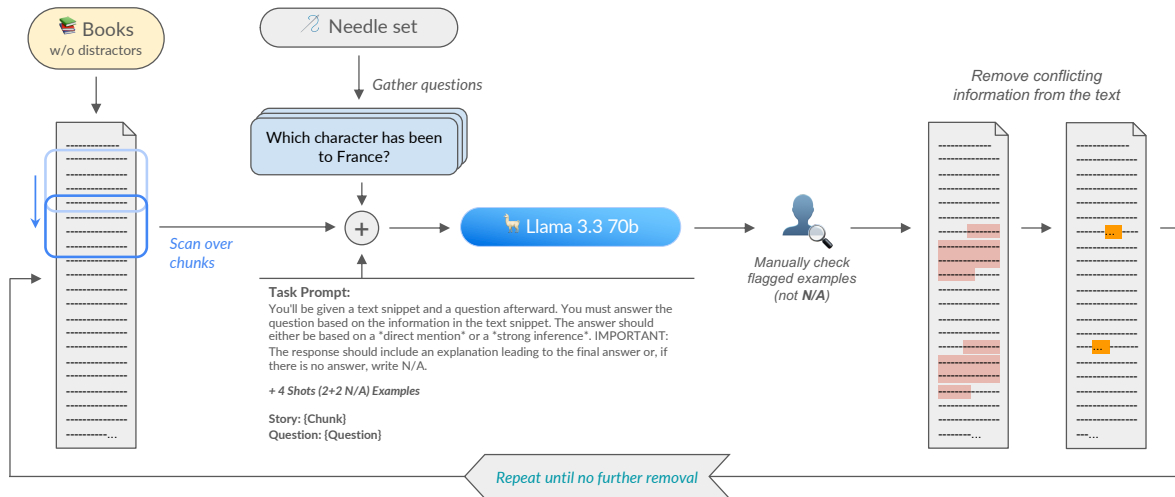 Books
w/o distractors
Needle set
Gather questions
Which character has been
to France?
Remove conflicting
information from the text
Scan over
chunks
+
Llama 3.3 70b
Manually check
flagged examples
(not N/A)
Task Prompt:
You'll be given a text snippet and a question afterward. You must answer the
question based on the information in the text snippet. The answer should
either be based on a *direct mention* or a *strong inference*. IMPORTANT:
The response should include an explanation leading to the final answer or, if
there is no answer, write N/A.
+ 4 Shots (2+2 N/A) Examples
Story: {Chunk}
Question: {Question}
...
...
...
...
...
Repeat until no further removal